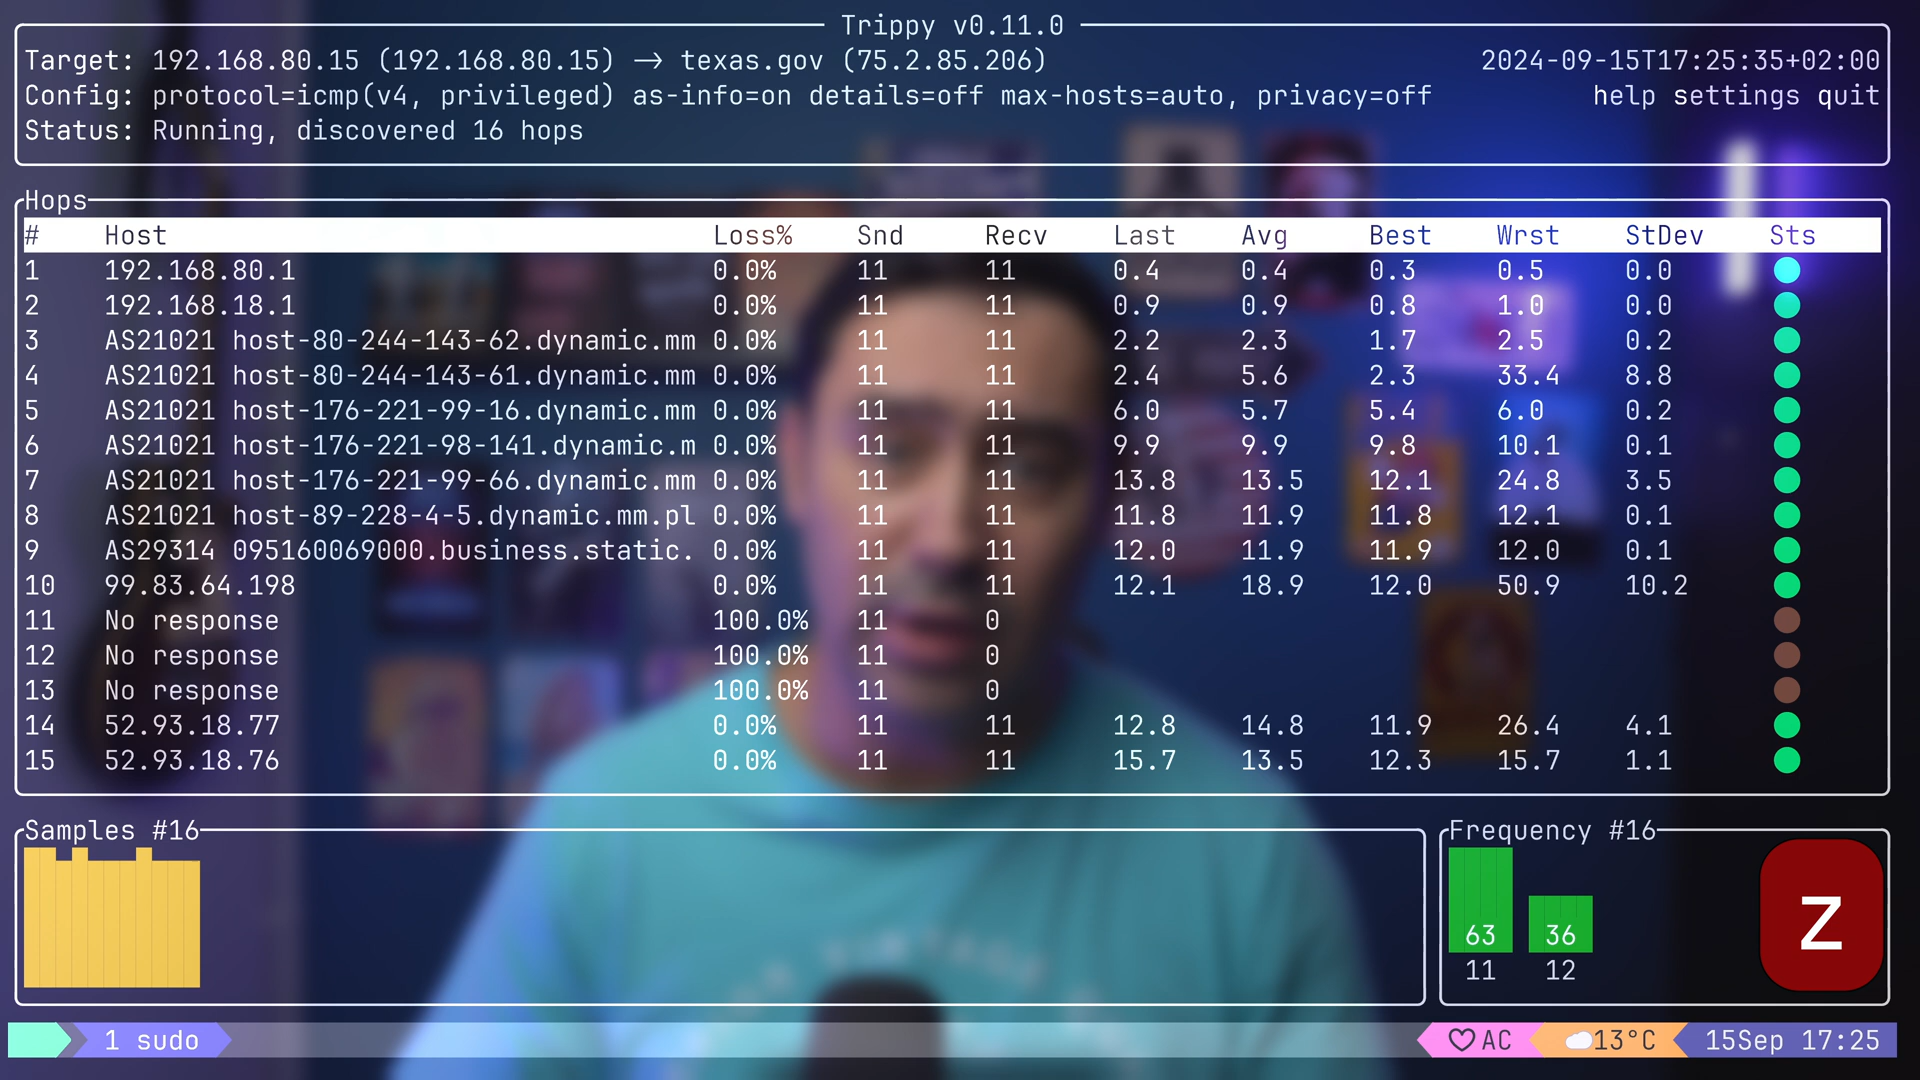 Trippy v0.11.0
Target: 192.168.80.15 (192.168.80.15) -> texas.gov (75.2.85.206) 2024-09-15T17:25:35+02:00
Config: protocol=icmp(v4, privileged) as-info=on details=off max-hosts=auto, privacy=off help settings quit
Status: Running, discovered 16 hops
Hops
# Host Loss% Snd Recv Last Avg Best Wrst StDev Sts
1 192.168.80.1 0.0% 11 11 0.4 0.4 0.3 0.5 0.0
2 192.168.18.1 0.0% 11 11 0.9 0.9 0.8 1.0 0.0
3 AS21021 host-80-244-143-62.dynamic.mm 0.0% 11 11 2.2 2.3 1.7 2.5 0.2
4 AS21021 host-80-244-143-61.dynamic.mm 0.0% 11 11 2.4 5.6 2.3 33.4 8.8
5 AS21021 host-176-221-99-16.dynamic.mm 0.0% 11 11 6.0 5.7 5.4 6.0 0.2
6 AS21021 host-176-221-98-141.dynamic.m 0.0% 11 11 9.9 9.9 9.8 10.1 0.1
7 AS21021 host-176-221-99-66.dynamic.mm 0.0% 11 11 13.8 13.5 12.1 24.8 3.5
8 AS21021 host-89-228-4-5.dynamic.mm.pl 0.0% 11 11 11.8 11.9 11.8 12.1 0.1
9 AS29314 095160069000.business.static. 0.0% 11 11 12.0 11.9 11.9 12.0 0.1
10 99.83.64.198 0.0% 11 11 12.1 18.9 12.0 50.9 10.2
11 No response 100.0% 11 0
12 No response 100.0% 11 0
13 No response 100.0% 11 0
14 52.93.18.77 0.0% 11 11 12.8 14.8 11.9 26.4 4.1
15 52.93.18.76 0.0% 11 11 15.7 13.5 12.3 15.7 1.1
Samples #16
Frequency #16
63 36
11 12
Z
1 sudo
AC 13°C 15Sep 17:25